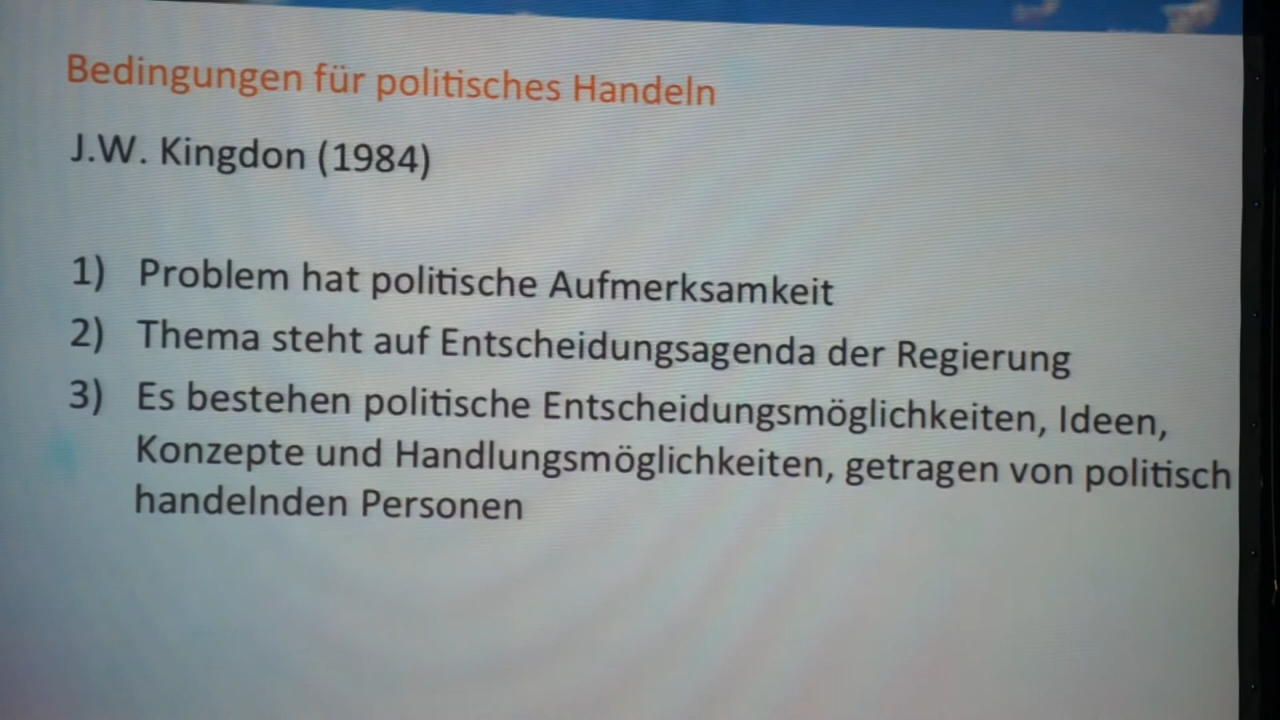 Bedingungen für politisches Handeln
J.W. Kingdon (1984)
1) Problem hat politische Aufmerksamkeit
2) Thema steht auf Entscheidungsagenda der Regierung
3) Es bestehen politische Entscheidungsmöglichkeiten, Ideen,
Konzepte und Handlungsmöglichkeiten, getragen von politisch
handelnden Personen